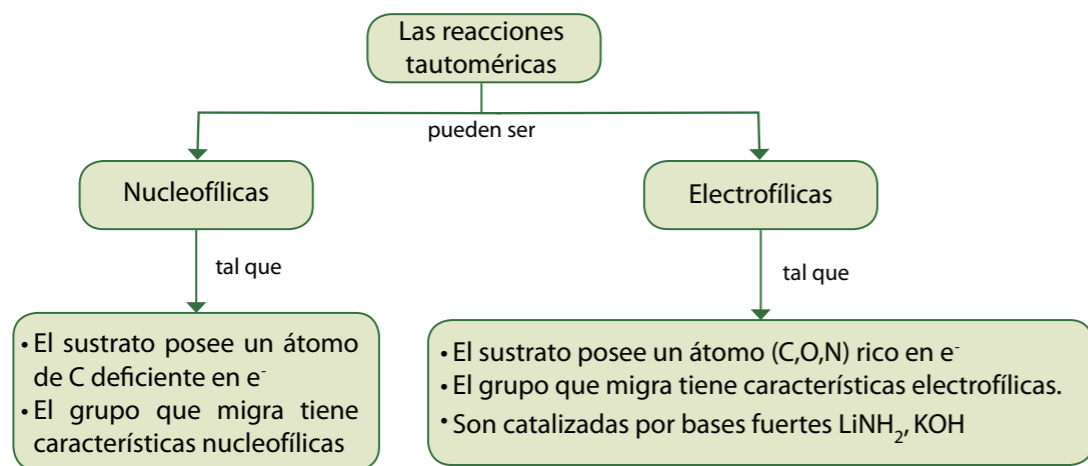 Las reacciones
tautoméricas
pueden ser
Nucleofílicas
Electrofílicas
tal que
tal que
• El sustrato posee un átomo
de C deficiente en e⁻
• El grupo que migra tiene
características nucleofílicas
• El sustrato posee un átomo (C,O,N) rico en e⁻
• El grupo que migra tiene características electrofílicas.
• Son catalizadas por bases fuertes LiNH₂, KOH